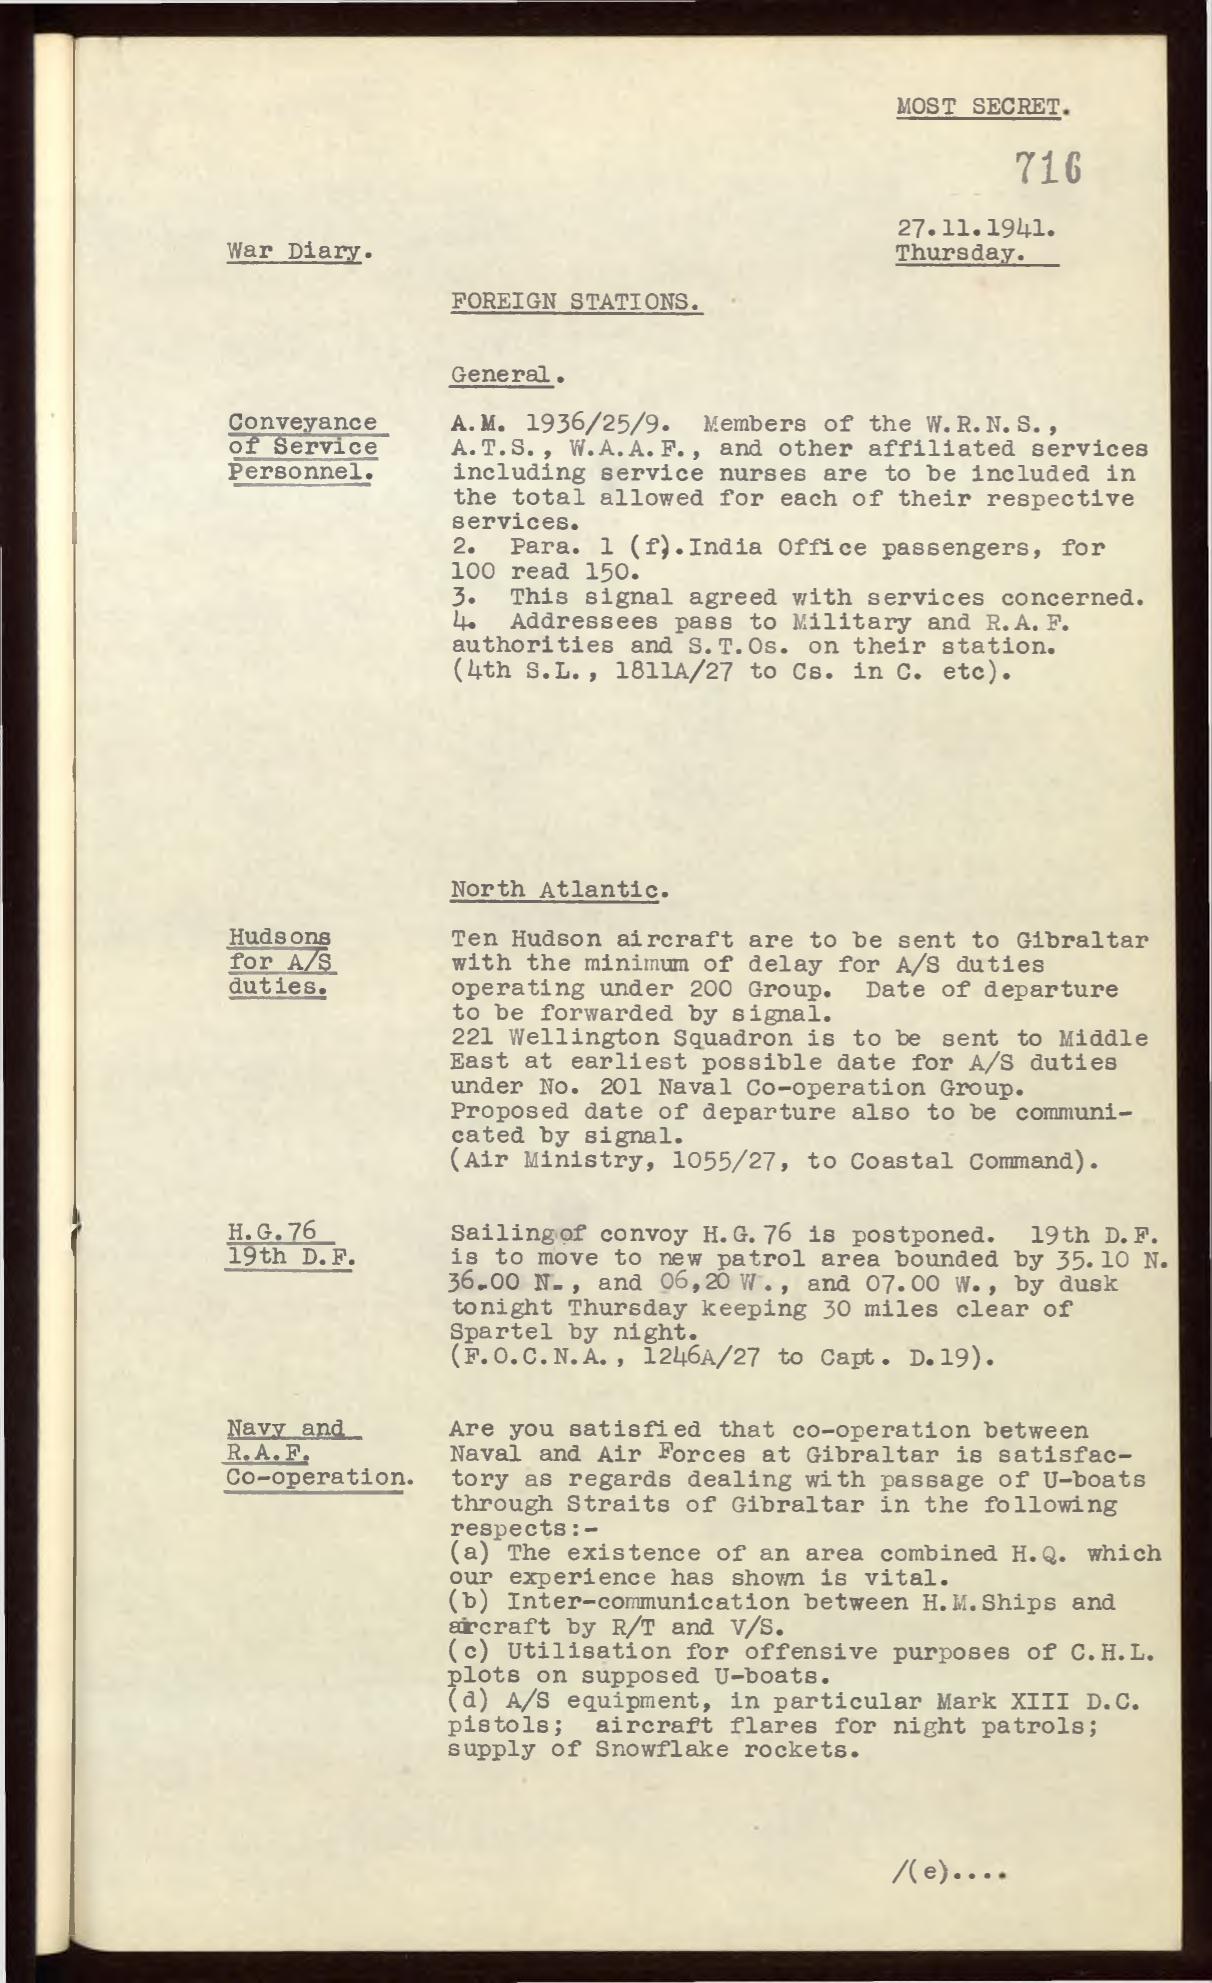 MOST SECRET.
716
27.11.1941.
War Diary.
Thursday.
FOREIGN STATIONS.
General.
Conveyance
of Service
Personnel.
A.M. 1936/25/9. Members of the W.R.N.S.,
A.T.S., W.A.A.F., and other affiliated services
including service nurses are to be included in
the total allowed for each of their respective
services.
2. Para. 1 (f).India Office passengers, for
100 read 150.
3. This signal agreed with services concerned.
4. Addressees pass to Military and R.A.F.
authorities and S.T.Os. on their station.
(4th S.L., 1811A/27 to Cs. in C. etc).
North Atlantic.
Hudsons
for A/S
duties.
Ten Hudson aircraft are to be sent to Gibraltar
with the minimum of delay for A/S duties
operating under 200 Group. Date of departure
to be forwarded by signal.
221 Wellington Squadron is to be sent to Middle
East at earliest possible date for A/S duties
under No. 201 Naval Co-operation Group.
Proposed date of departure also to be communi-
cated by signal.
(Air Ministry, 1055/27, to Coastal Command).
H.G.76
19th D.F.
Sailing of convoy H.G.76 is postponed. 19th D.F.
is to move to new patrol area bounded by 35.10 N.
36.00 N., and 06,20 W., and 07.00 W., by dusk
tonight Thursday keeping 30 miles clear of
Spartel by night.
(F.O.C.N.A., 1246A/27 to Capt. D.19).
Navy and
R.A.F.
Co-operation.
Are you satisfied that co-operation between
Naval and Air Forces at Gibraltar is satisfac-
tory as regards dealing with passage of U-boats
through Straits of Gibraltar in the following
respects:-
(a) The existence of an area combined H.Q. which
our experience has shown is vital.
(b) Inter-communication between H.M.Ships and
aircraft by R/T and V/S.
(c) Utilisation for offensive purposes of C.H.L.
plots on supposed U-boats.
(d) A/S equipment, in particular Mark XIII D.C.
pistols; aircraft flares for night patrols;
supply of Snowflake rockets.
/(e)....